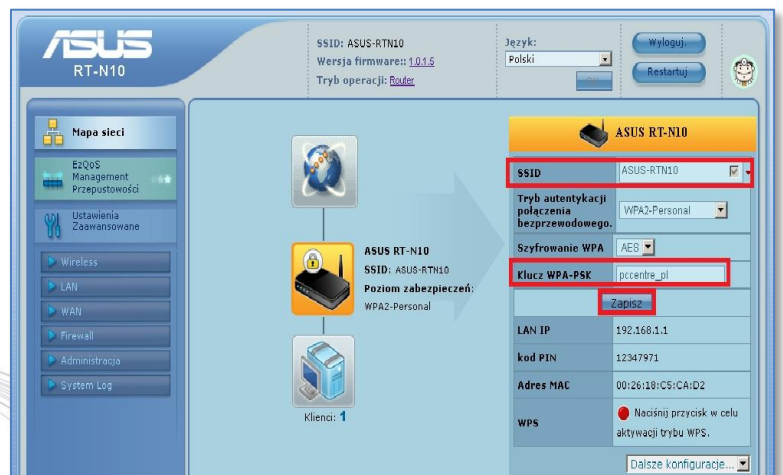 ASUS
RT-N10
SSID: ASUS-RTN10
Wersja firmware:: 1.0.1.5
Tryb operacji: Router
Język:
Polski
Wyloguj.
Restartuj
Mapa sieci
EzQoS
Management
Przepustowości
Ustawienia
Zaawansowane
Wireless
LAN
WAN
Firewall
Administracja
System Log
ASUS RT-N10
SSID: ASUS-RTN10
Poziom zabezpieczeń:
WPA2-Personal
Klienci: 1
ASUS RT-N10
SSID ASUS-RTN10
Tryb autentykacji
połączenia
bezprzewodowego.
WPA2-Personal
Szyfrowanie WPA AES
Klucz WPA-PSK pccentre_pl
Zapisz
LAN IP 192.168.1.1
kod PIN 12347971
Adres MAC 00:26:18:C5:CA:D2
WPS
Naciśnij przycisk w celu
aktywacji trybu WPS.
Dalsze konfiguracje...